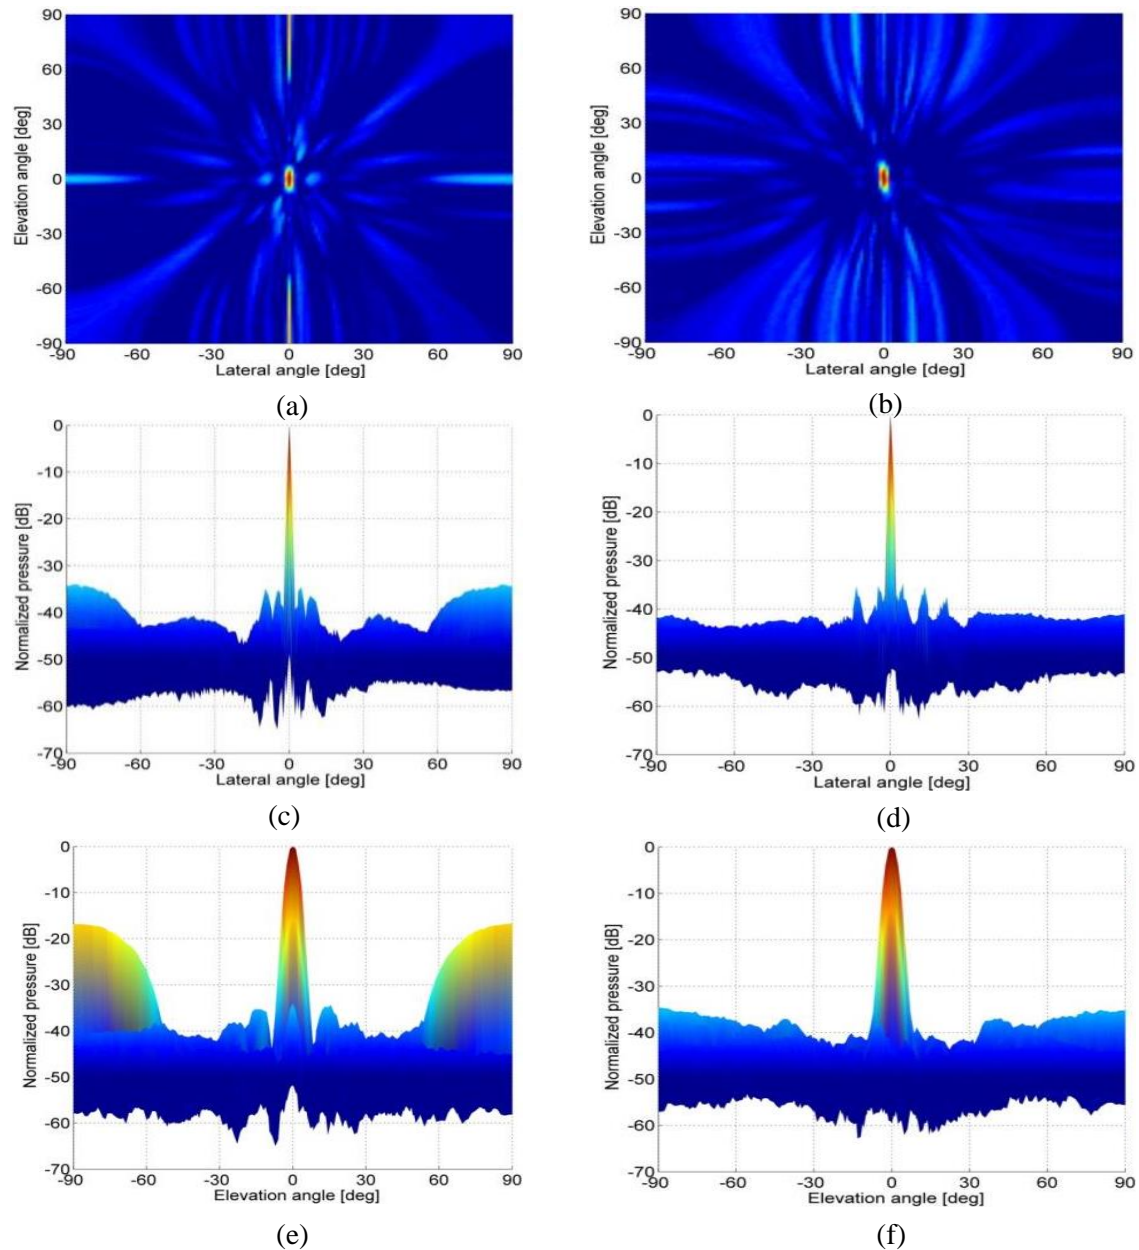 90
60
30
0
-30
-60
-90
Elevation angle [deg]
-90 -60 -30 0 30 60 90
Lateral angle [deg]
(a)
90
60
30
0
-30
-60
-90
Elevation angle [deg]
-90 -60 -30 0 30 60 90
Lateral angle [deg]
(b)
0
-10
-20
-30
-40
-50
-60
-70
Normalized pressure [dB]
-90 -60 -30 0 30 60 90
Lateral angle [deg]
(c)
0
-10
-20
-30
-40
-50
-60
-70
Normalized pressure [dB]
-90 -60 -30 0 30 60 90
Lateral angle [deg]
(d)
0
-10
-20
-30
-40
-50
-60
-70
Normalized pressure [dB]
-90 -60 -30 0 30 60 90
Elevation angle [deg]
(e)
0
-10
-20
-30
-40
-50
-60
-70
Normalized pressure [dB]
-90 -60 -30 0 30 60 90
Elevation angle [deg]
(f)